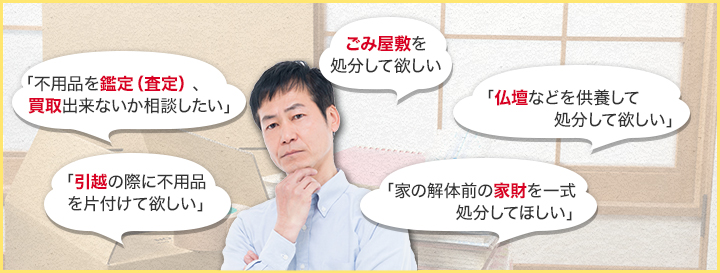 「不用品を鑑定（査定）、
買取出来ないか相談したい」
ごみ屋敷を
処分して欲しい
「仏壇などを供養して
処分して欲しい」
「引越の際に不用品
を片付けて欲しい」
「家の解体前の家財を一式
処分してほしい」